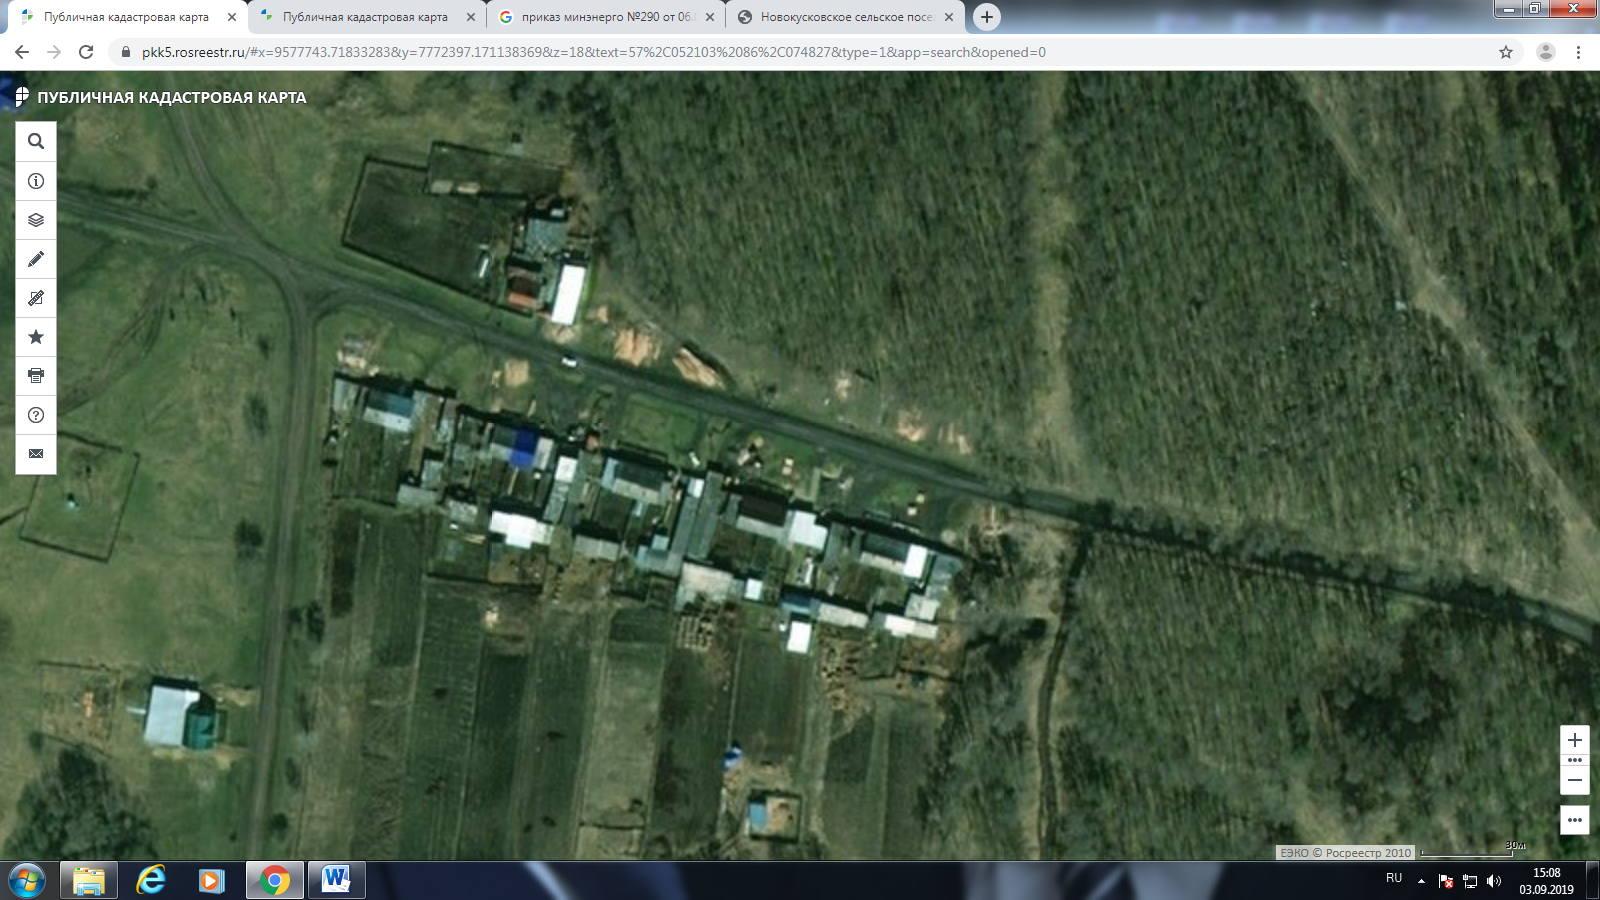 Публичная кадастровая карта
Публичная кадастровая карта
приказ минэнерго №290 от 06.
Новокусковское сельское посе
pkk5.rosreestr.ru/#x=9577743.71833283&y=7772397.171138369&z=18&text=57%2C052103%2086%2C074827&type=1&app=search&opened=0
ПУБЛИЧНАЯ КАДАСТРОВАЯ КАРТА
ЕЭКО © Росреестр 2010
30м
RU
15:08
03.09.2019